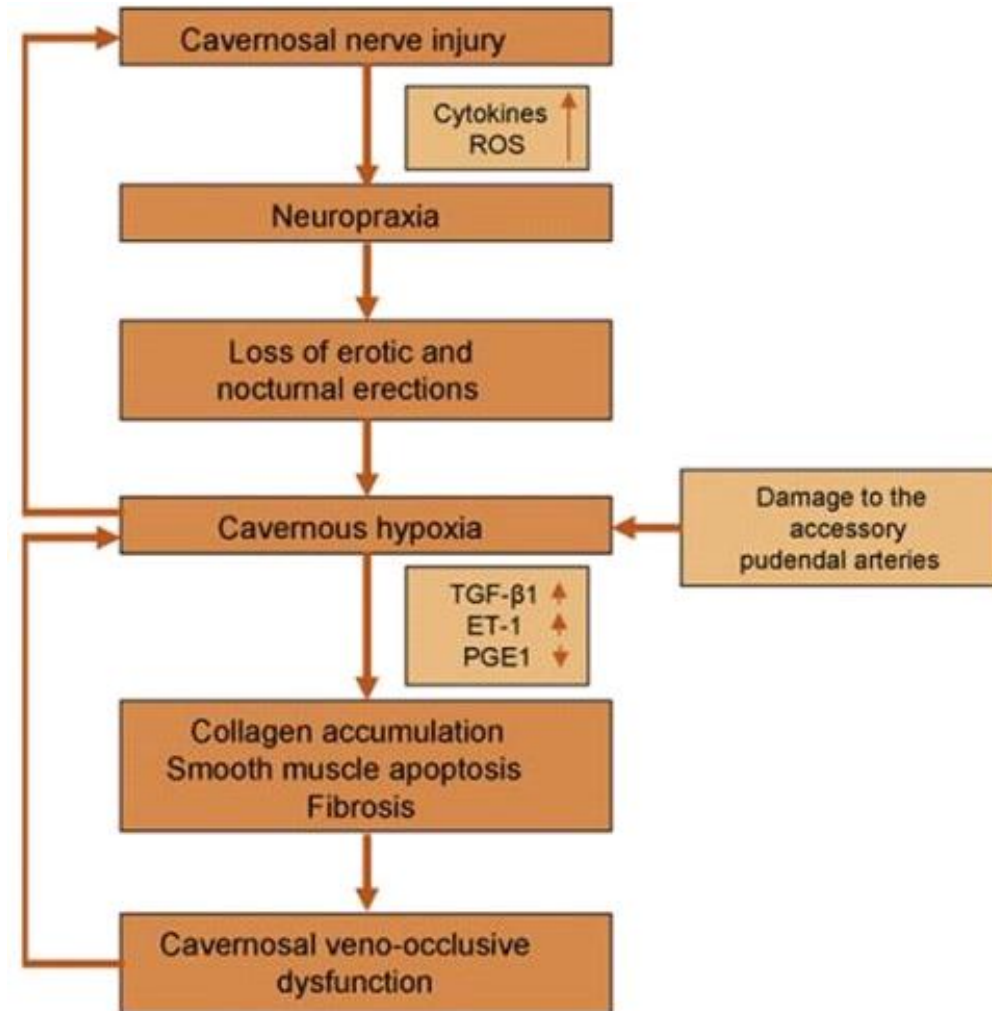 Cavernosal nerve injury
Cytokines
ROS
Neuropraxia
Loss of erotic and
nocturnal erections
Cavernous hypoxia
Damage to the
accessory
pudendal arteries
TGF-β1
ET-1
PGE1
Collagen accumulation
Smooth muscle apoptosis
Fibrosis
Cavernosal veno-occlusive
dysfunction